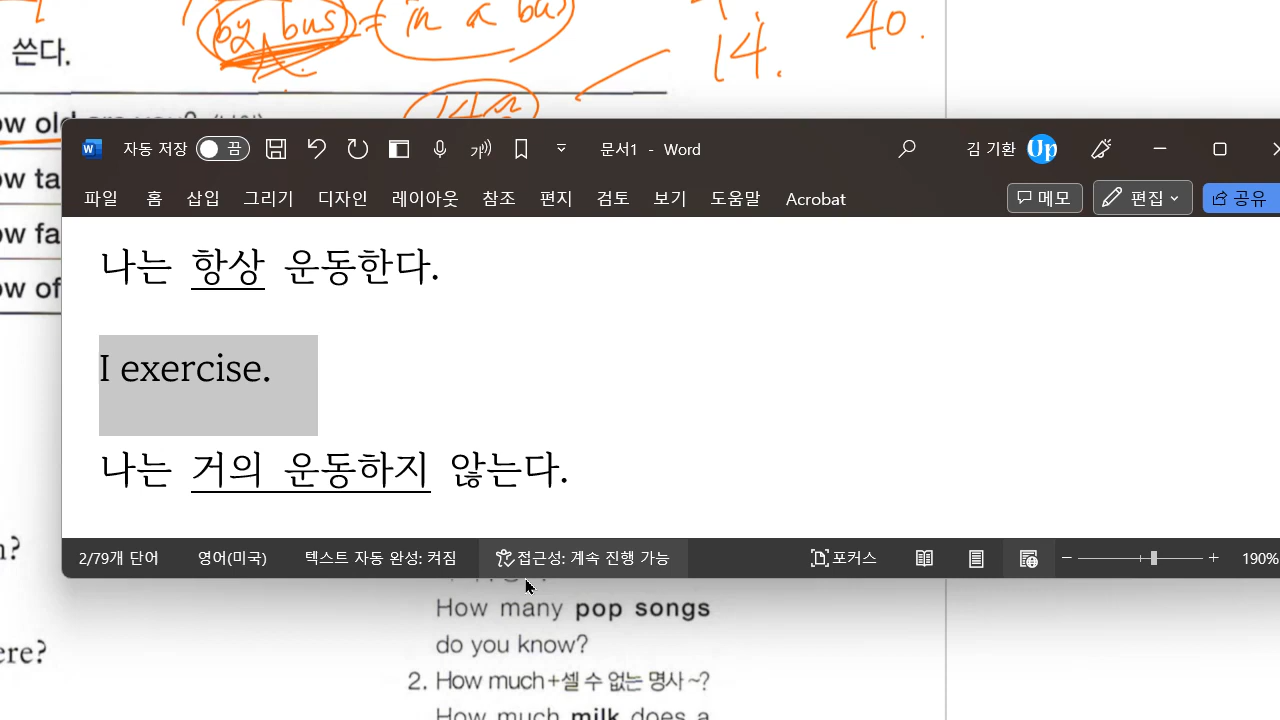 by bus = in a bus
쓴다.
14.
40.
ow old are you?
ow ta
ow fa
ow of
자동 저장 끔 문서1 - Word 김 기환 Up
파일 홈 삽입 그리기 디자인 레이아웃 참조 편지 검토 보기 도움말 Acrobat 메모 편집 공유
나는 항상 운동한다.
I exercise.
나는 거의 운동하지 않는다.
2/79개 단어 영어(미국) 텍스트 자동 완성: 켜짐 접근성: 계속 진행 가능 포커스 190%
n?
ere?
How many pop songs
do you know?
2. How much+셀 수 없는 명사 ~?
How much milk does a